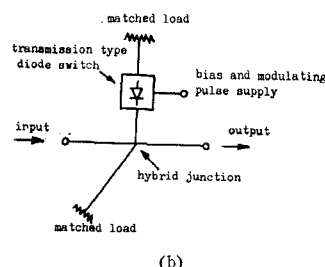 matched load
transmission type
diode switch
bias and modulating
pulse supply
input
output
hybrid junction
matched load
(b)